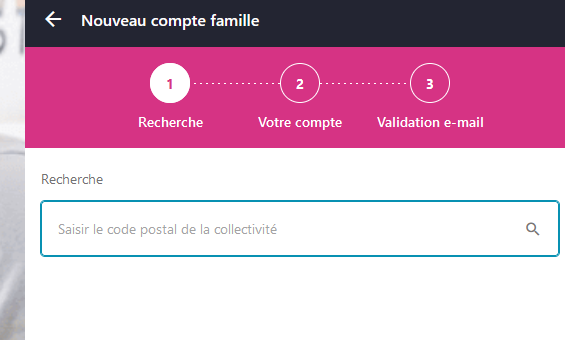 Nouveau compte famille
1
2
3
Recherche
Votre compte
Validation e-mail
Recherche
Saisir le code postal de la collectivité